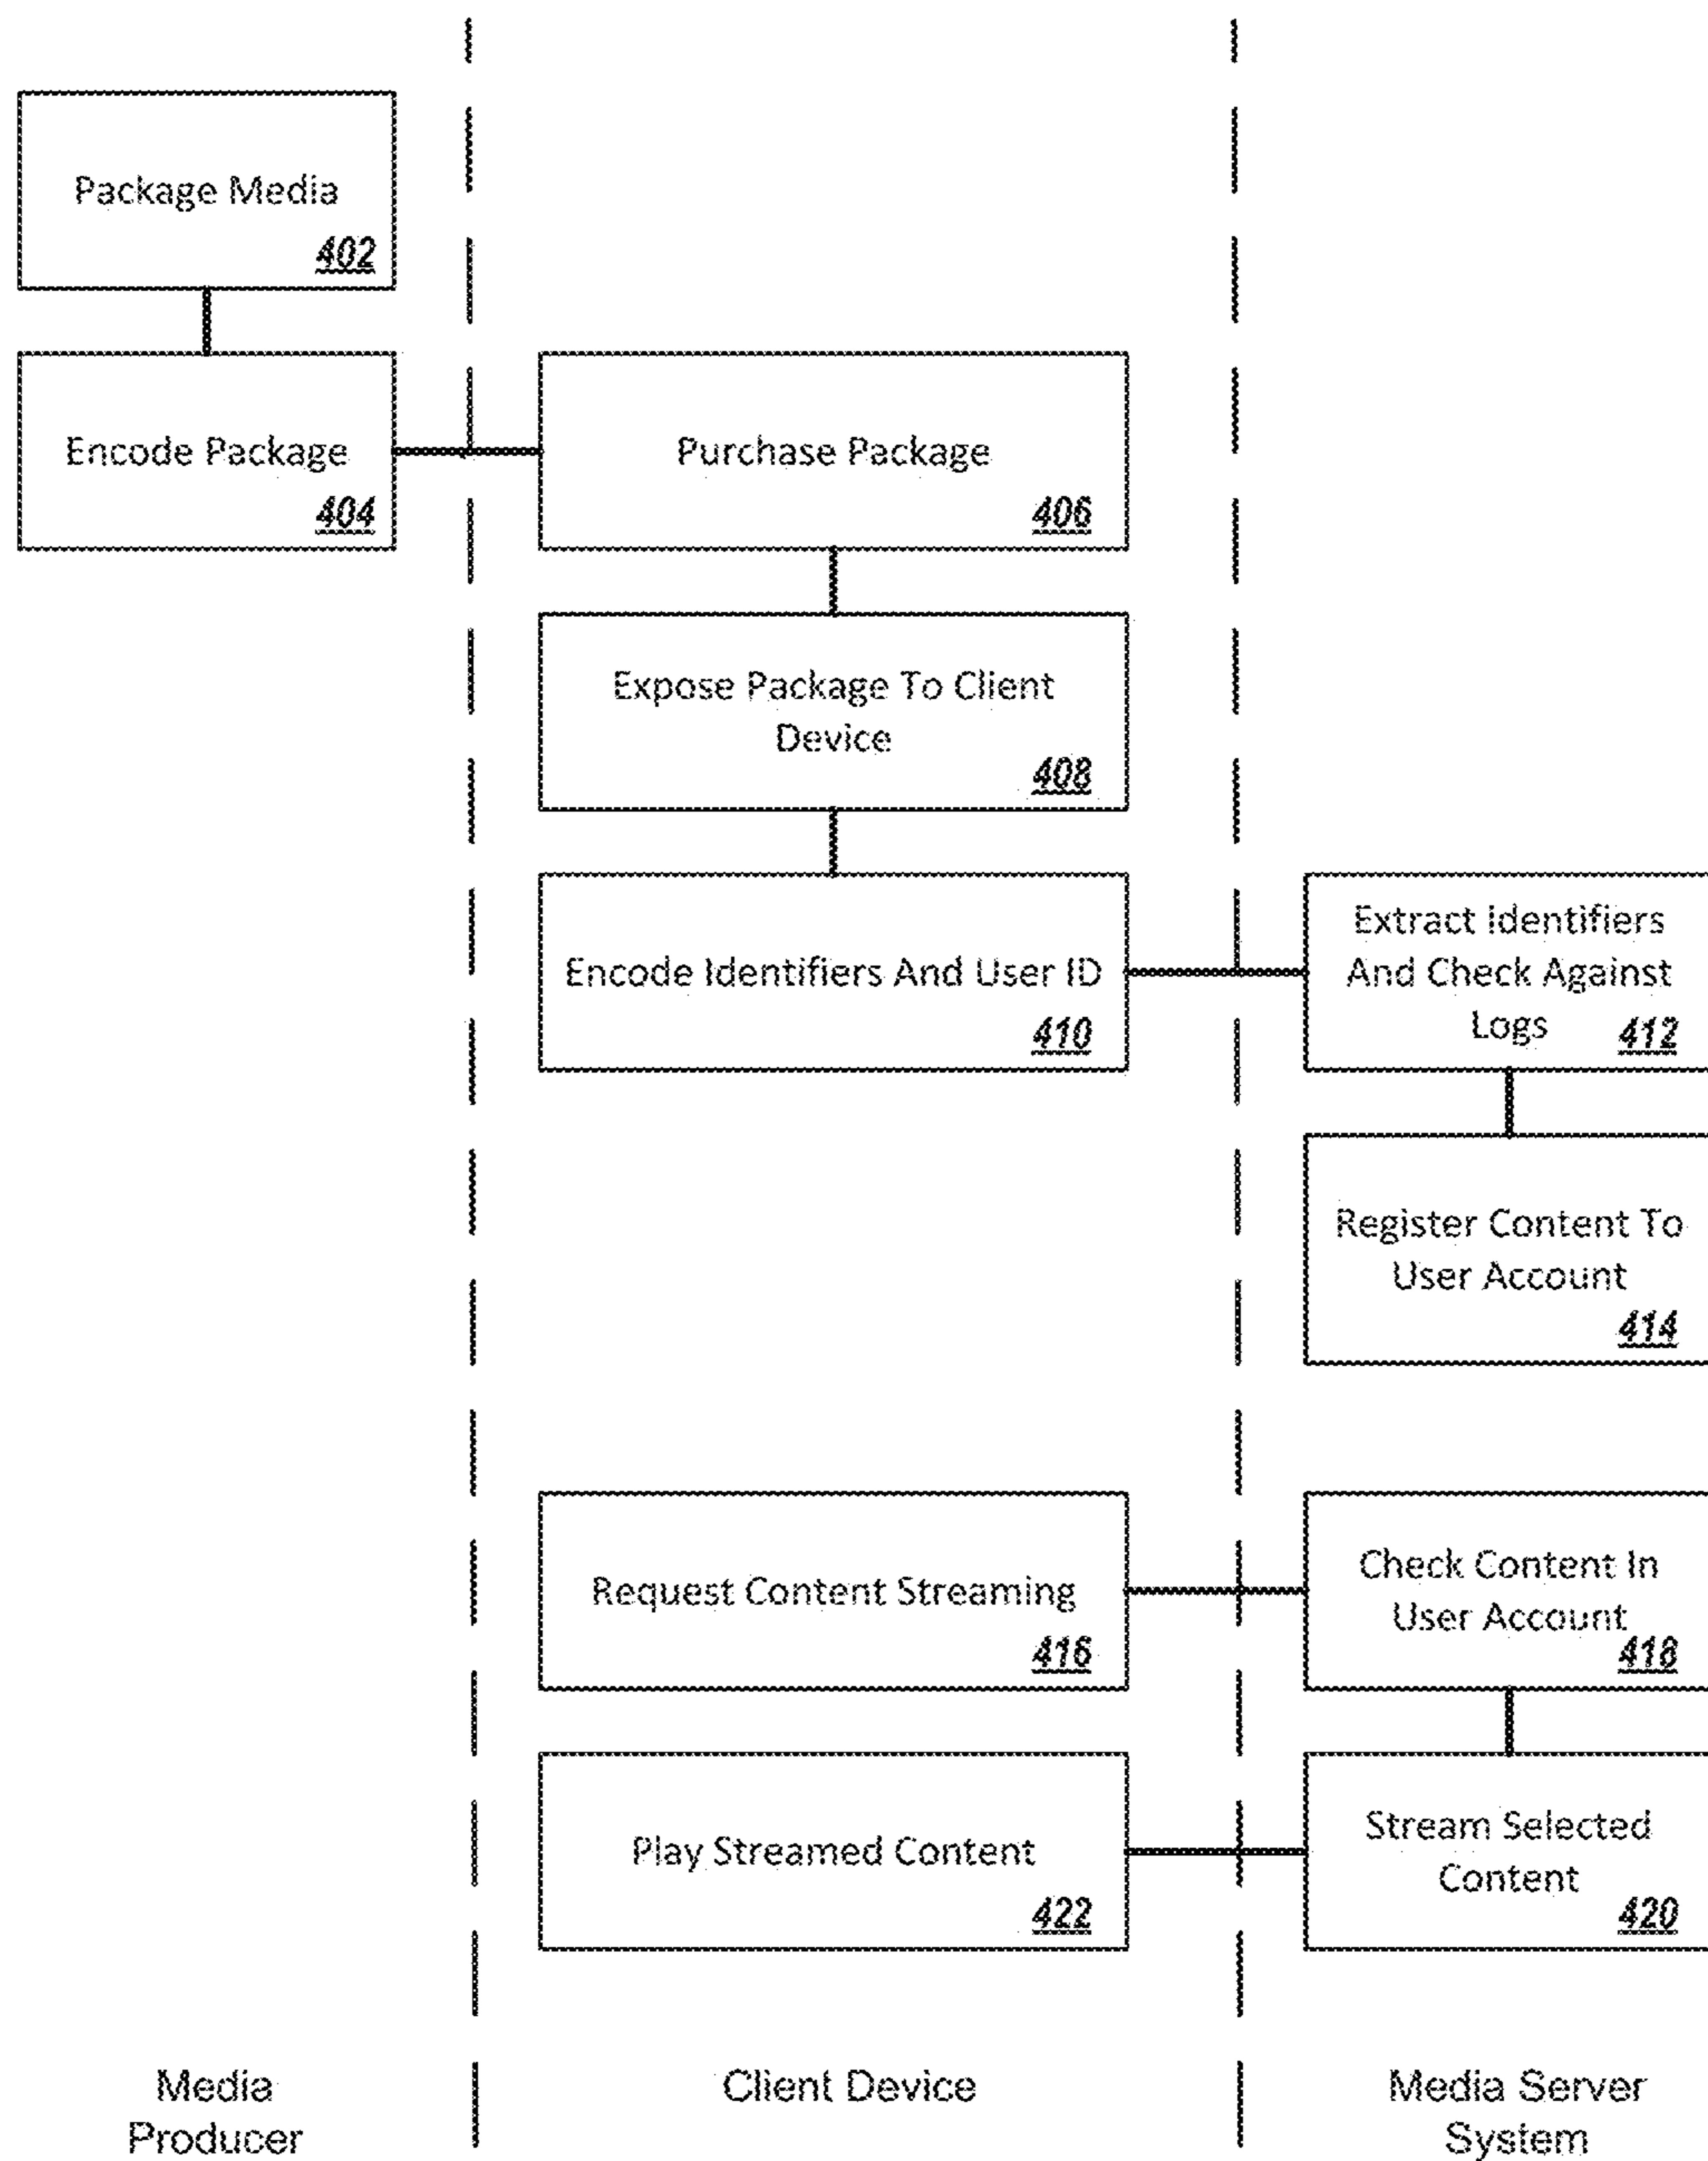 Package Media
402
Encode Package
404
Purchase Package
406
Expose Package To Client
Device
408
Encode Identifiers And User ID
410
Extract Identifiers
And Check Against
Logs
412
Register Content To
User Account
414
Request Content Streaming
416
Check Content In
User Account
418
Play Streamed Content
422
Stream Selected
Content
420
Media
Producer
Client Device
Media Server
System